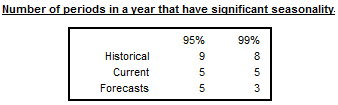 Number of periods in a year that have significant seasonality.
95% 99%
Historical 9 8
Current 5 5
Forecasts 5 3